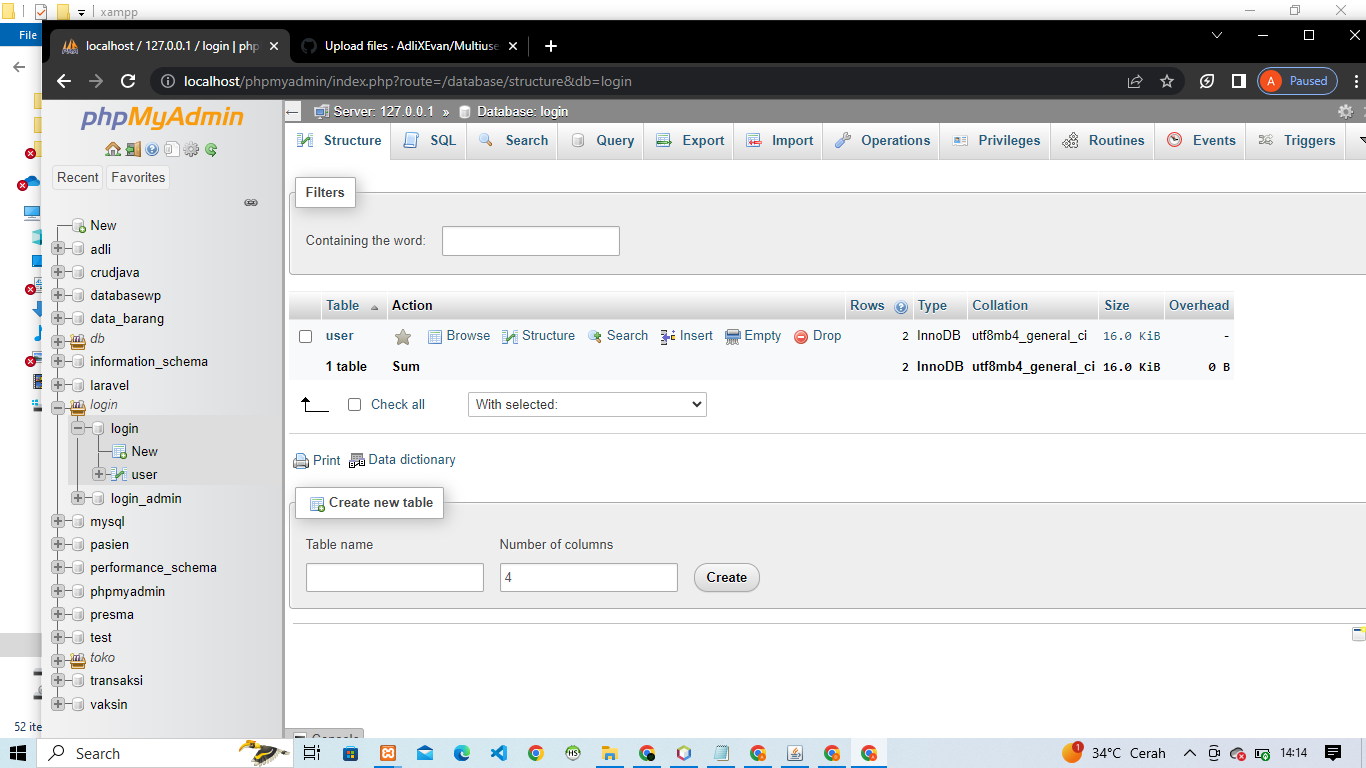 xampp
File
localhost / 127.0.0.1 / login | php
Upload files · AdliXEvan/Multiuse
localhost/phpmyadmin/index.php?route=/database/structure&db=login
A Paused
phpMyAdmin
Server: 127.0.0.1 » Database: login
Structure SQL Search Query Export Import Operations Privileges Routines Events Triggers
Recent Favorites
New
adli
crudjava
databasewp
data_barang
db
information_schema
laravel
login
login
New
user
login_admin
mysql
pasien
performance_schema
phpmyadmin
presma
test
toko
transaksi
vaksin
Filters
Containing the word:
Table Action Rows Type Collation Size Overhead
user Browse Structure Search Insert Empty Drop 2 InnoDB utf8mb4_general_ci 16.0 KiB -
1 table Sum 2 InnoDB utf8mb4_general_ci 16.0 KiB 0 B
Check all With selected:
Print Data dictionary
Create new table
Table name Number of columns
4 Create
Console
52 ite
Search
1 34°C Cerah 14:14